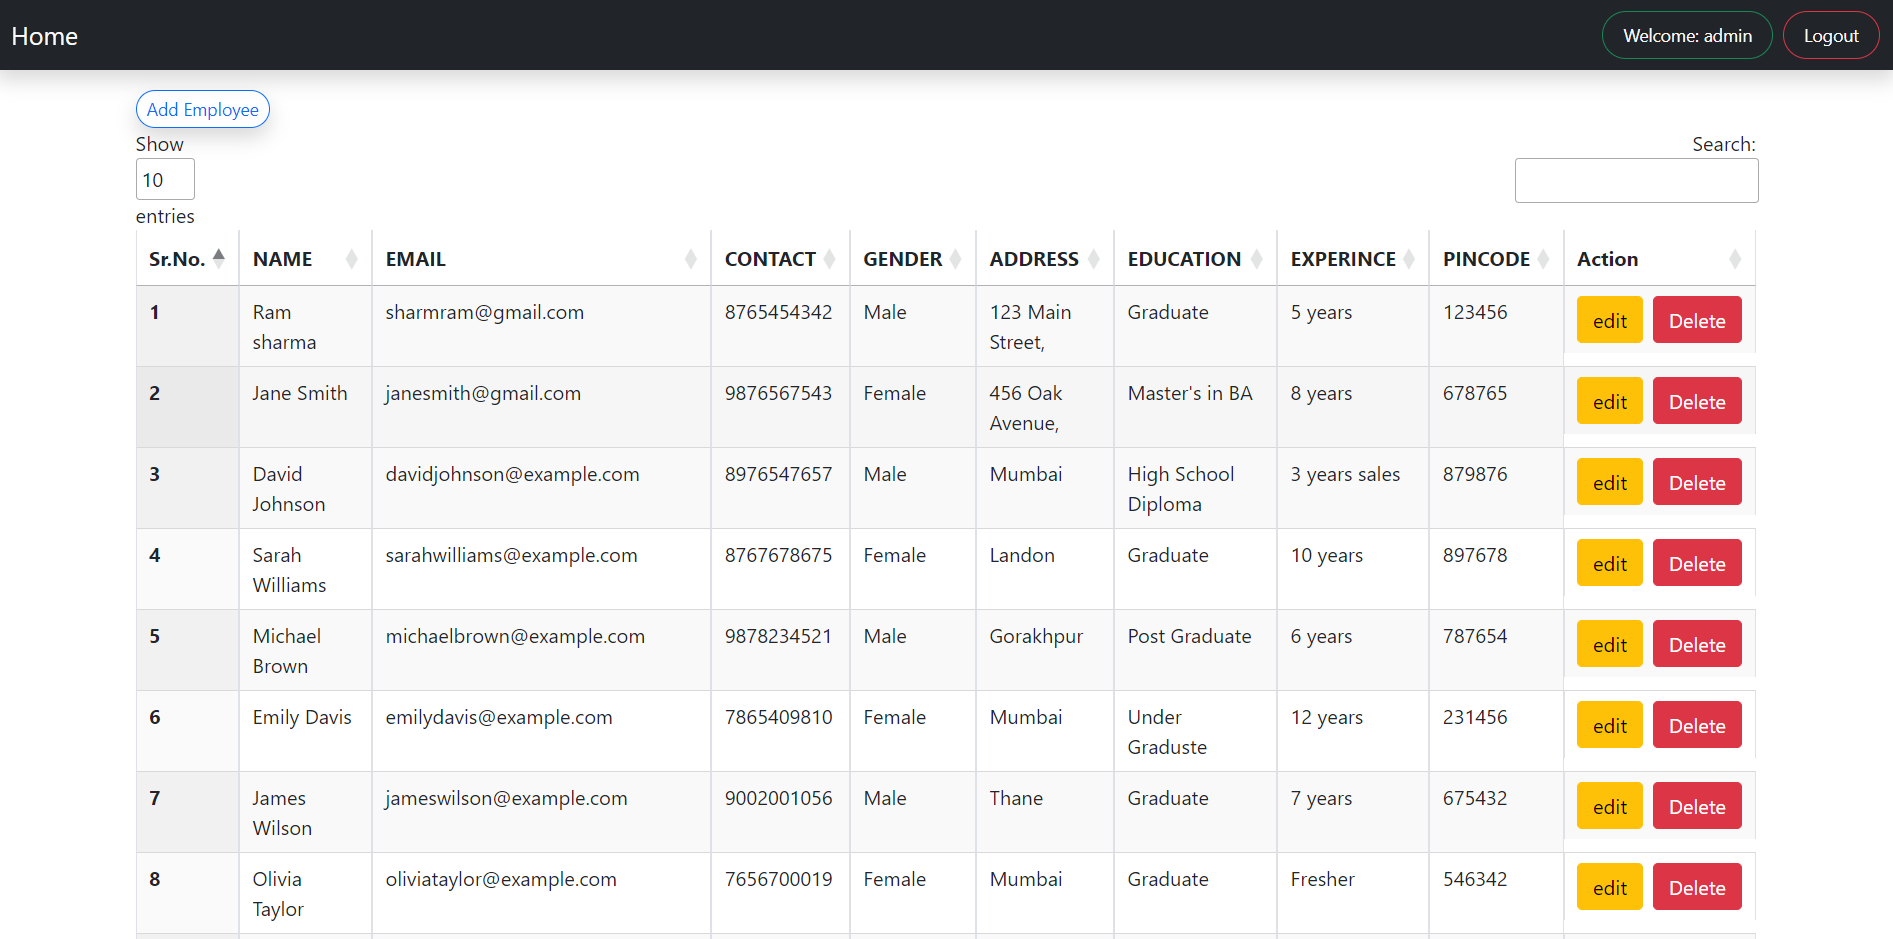 Home Welcome: admin Logout
Add Employee
Show Search:
10
entries
Sr.No. NAME EMAIL CONTACT GENDER ADDRESS EDUCATION EXPERINCE PINCODE Action
1 Ram sharmram@gmail.com 8765454342 Male 123 Main Graduate 5 years 123456 edit Delete
sharma Street,
2 Jane Smith janesmith@gmail.com 9876567543 Female 456 Oak Master's in BA 8 years 678765 edit Delete
Avenue,
3 David davidjohnson@example.com 8976547657 Male Mumbai High School 3 years sales 879876 edit Delete
Johnson Diploma
4 Sarah sarahwilliams@example.com 8767678675 Female Landon Graduate 10 years 897678 edit Delete
Williams
5 Michael michaelbrown@example.com 9878234521 Male Gorakhpur Post Graduate 6 years 787654 edit Delete
Brown
6 Emily Davis emilydavis@example.com 7865409810 Female Mumbai Under 12 years 231456 edit Delete
Graduste
7 James jameswilson@example.com 9002001056 Male Thane Graduate 7 years 675432 edit Delete
Wilson
8 Olivia oliviataylor@example.com 7656700019 Female Mumbai Graduate Fresher 546342 edit Delete
Taylor